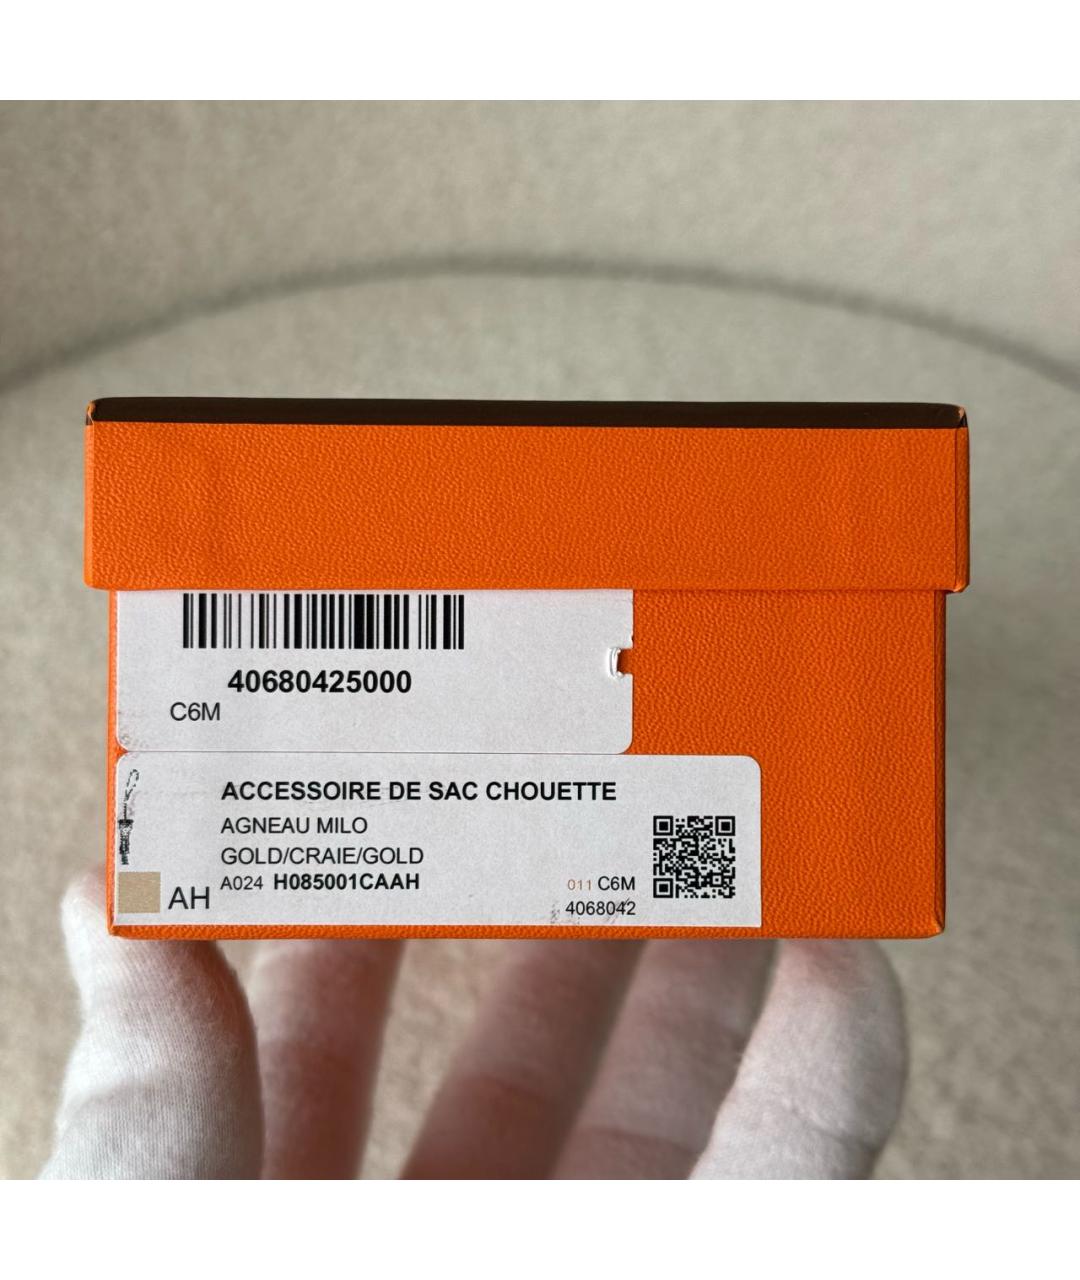 40680425000
C6M
ACCESSOIRE DE SAC CHOUETTE
AGNEAU MILO
GOLD/CRAIE/GOLD
AH A024 H085001CAAH 011 C6M
4068042